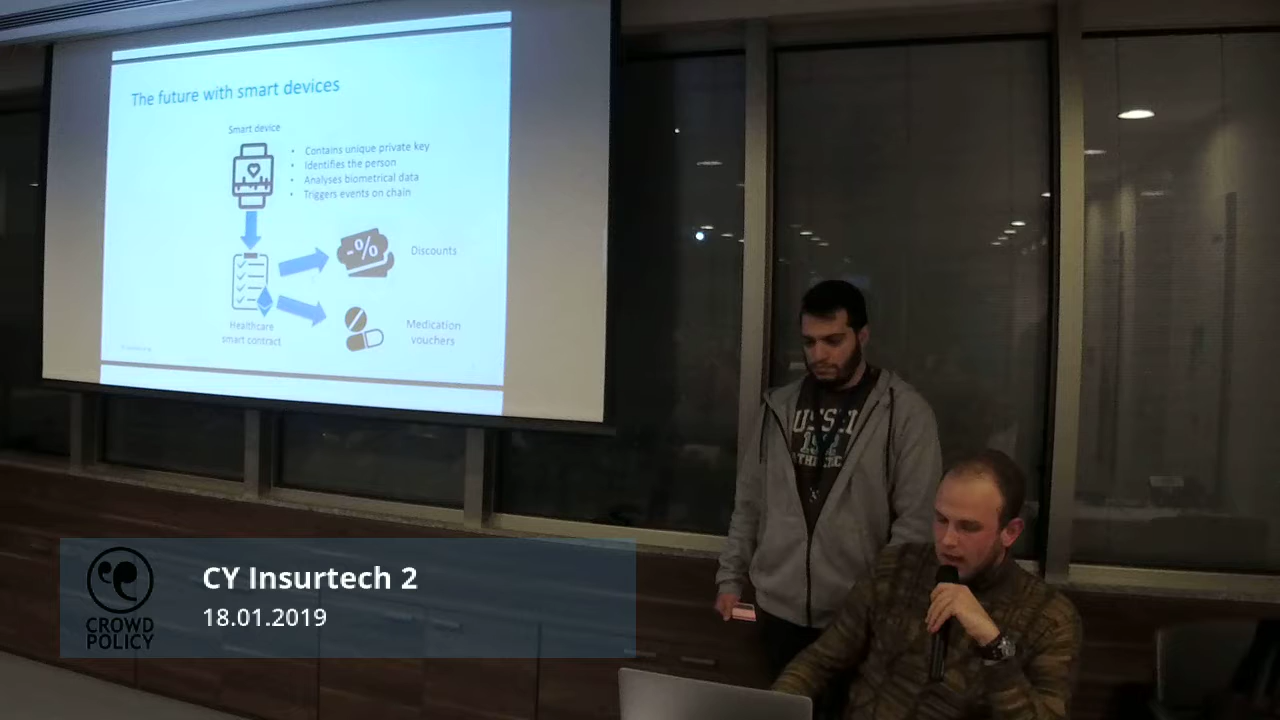 The future with smart devices
Smart device
• Contains unique private key
• Identifies the person
• Analyses biometrical data
• Triggers events on chain
-%
Discounts
Healthcare
smart contract
Medication
vouchers
CY Insurtech 2
18.01.2019
CROWD
POLICY